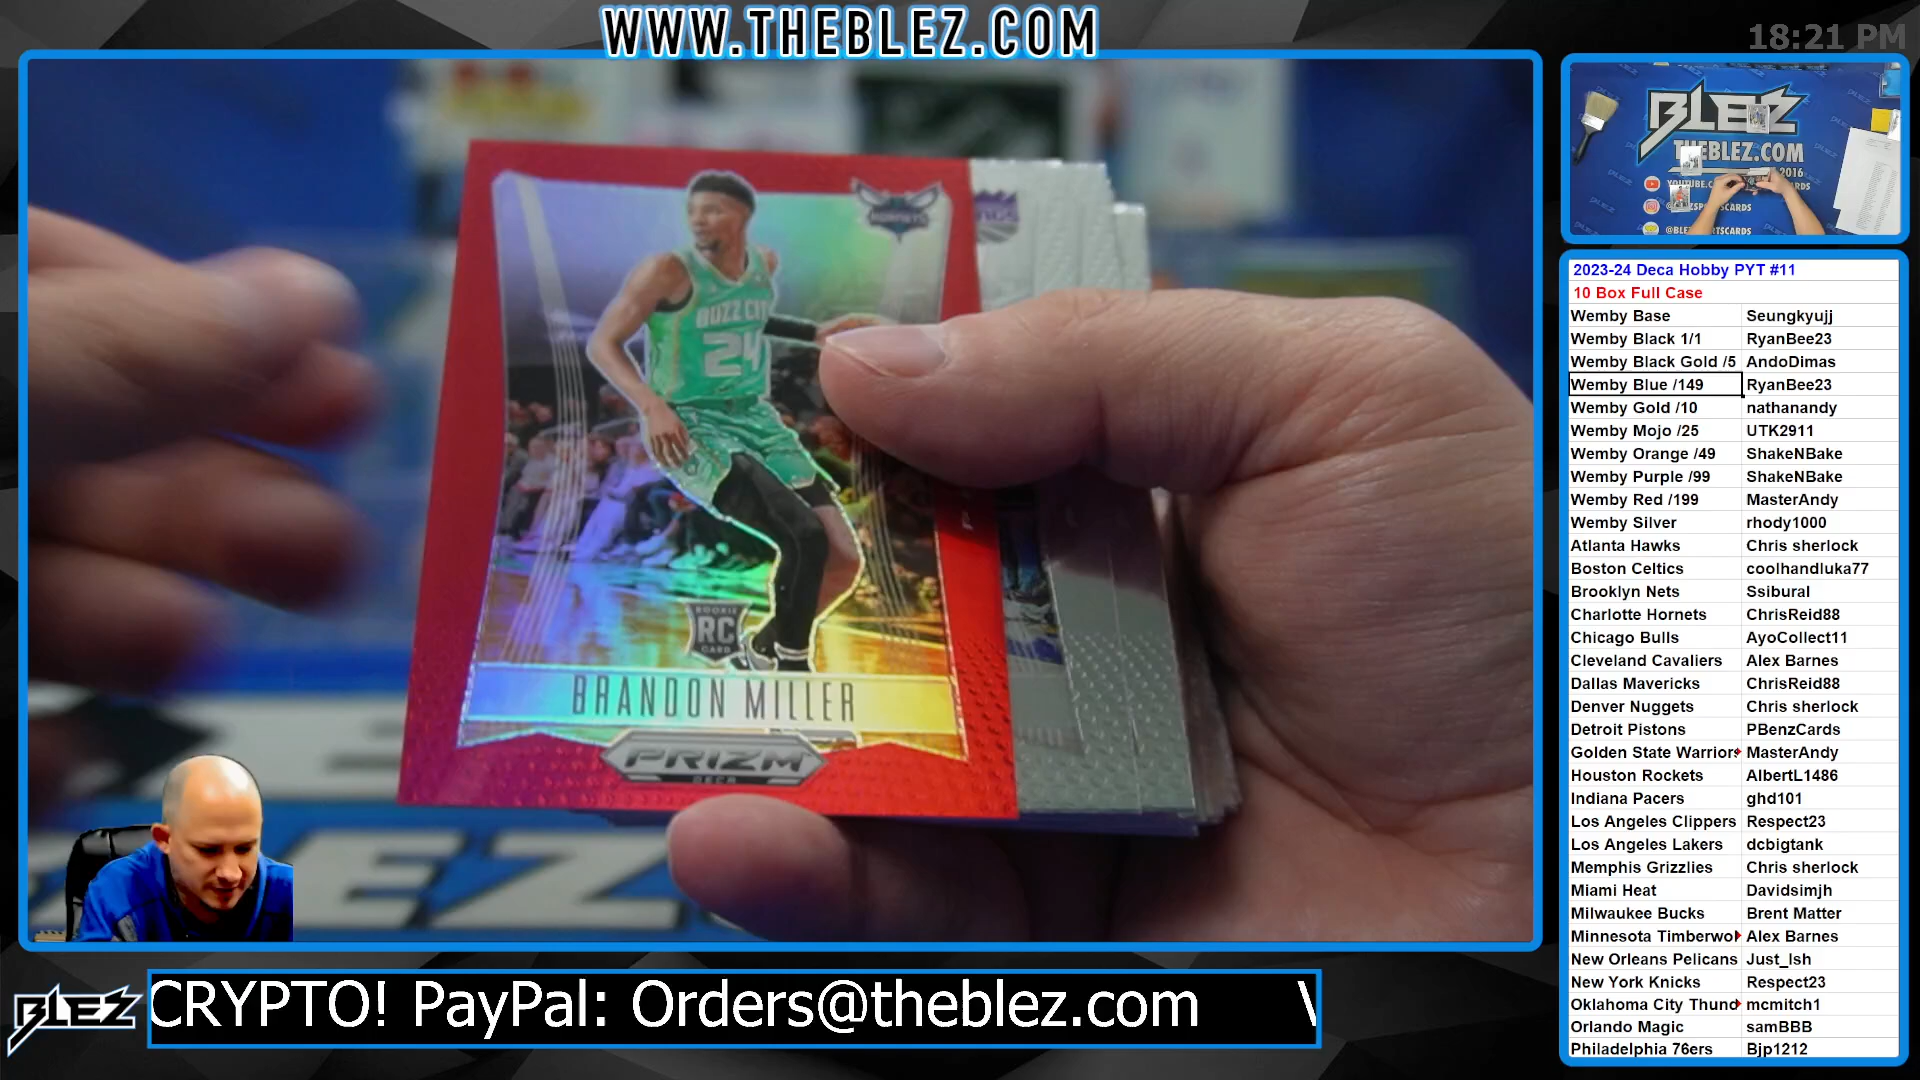 WWW.THEBLEZ.COM
18:21 PM
BLEZ
THEBLEZ.COM
2016
@BLEZSPORTSCARDS
HORNETS
BUZZ CITY
24
ROOKIE
RC
CARD
BRANDON MILLER
PRIZM
DECA
BLEZ
CRYPTO! PayPal: Orders@theblez.com
2023-24 Deca Hobby PYT #11
10 Box Full Case
Wemby Base Seungkyujj
Wemby Black 1/1 RyanBee23
Wemby Black Gold /5 AndoDimas
Wemby Blue /149 RyanBee23
Wemby Gold /10 nathanandy
Wemby Mojo /25 UTK2911
Wemby Orange /49 ShakeNBake
Wemby Purple /99 ShakeNBake
Wemby Red /199 MasterAndy
Wemby Silver rhody1000
Atlanta Hawks Chris sherlock
Boston Celtics coolhandluka77
Brooklyn Nets Ssibural
Charlotte Hornets ChrisReid88
Chicago Bulls AyoCollect11
Cleveland Cavaliers Alex Barnes
Dallas Mavericks ChrisReid88
Denver Nuggets Chris sherlock
Detroit Pistons PBenzCards
Golden State Warriors MasterAndy
Houston Rockets AlbertL1486
Indiana Pacers ghd101
Los Angeles Clippers Respect23
Los Angeles Lakers dcbigtank
Memphis Grizzlies Chris sherlock
Miami Heat Davidsimjh
Milwaukee Bucks Brent Matter
Minnesota Timberwol Alex Barnes
New Orleans Pelicans Just_Ish
New York Knicks Respect23
Oklahoma City Thund mcmitch1
Orlando Magic samBBB
Philadelphia 76ers Bjp1212